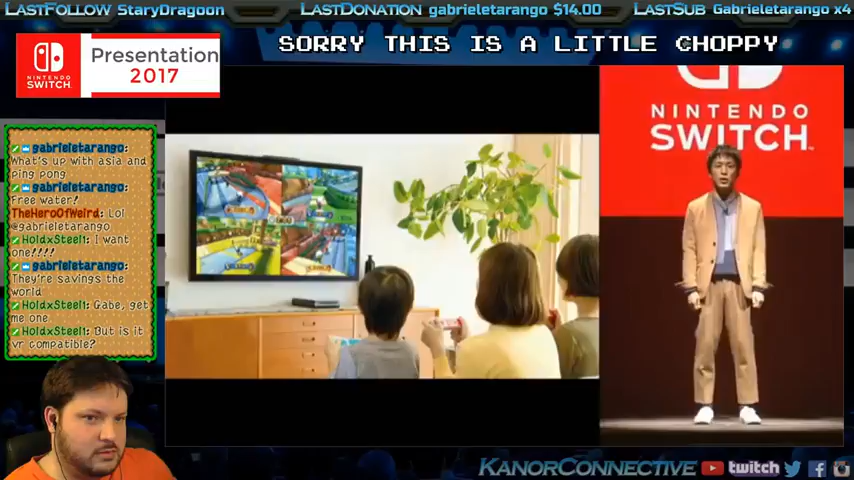 LASTFOLLOW StaryDragoon LASTDONATION gabrieletarango $14.00 LASTSUB Gabrieletarango x4
SORRY THIS IS A LITTLE CHOPPY
NINTENDO
SWITCH
Presentation
2017
NINTENDO
SWITCH
gabrieletarango:
What's up with asia and
ping pong
gabrieletarango:
Free water!
TheHeroOfWeird: Lol
@gabrieletarango
HoldxSteel1: I want
one!!!!
gabrieletarango:
They're savings the
world
HoldxSteel1: Gabe, get
me one
HoldxSteel1: But is it
vr compatible?
KANORCONNECTIVE twitch